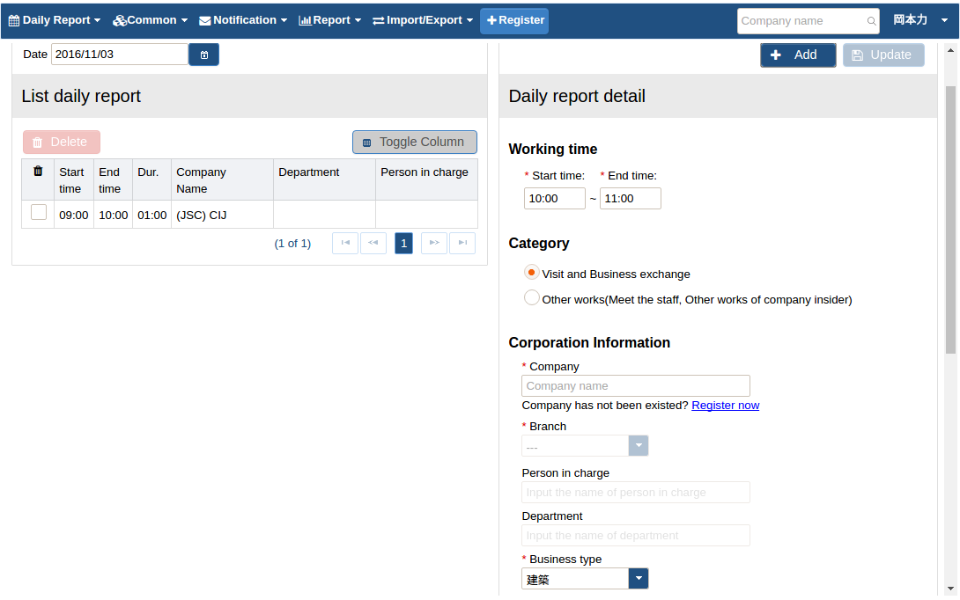 Daily Report Common Notification Report Import/Export Register Company name 岡本力
Date 2016/11/03
Add Update
List daily report
Daily report detail
Delete Toggle Column
Start time End time Dur. Company Name Department Person in charge
09:00 10:00 01:00 (JSC) CIJ
(1 of 1) 1
Working time
* Start time: * End time:
10:00 ~ 11:00
Category
Visit and Business exchange
Other works(Meet the staff, Other works of company insider)
Corporation Information
* Company
Company name
Company has not been existed? Register now
* Branch
---
Person in charge
Input the name of person in charge
Department
Input the name of department
* Business type
建築